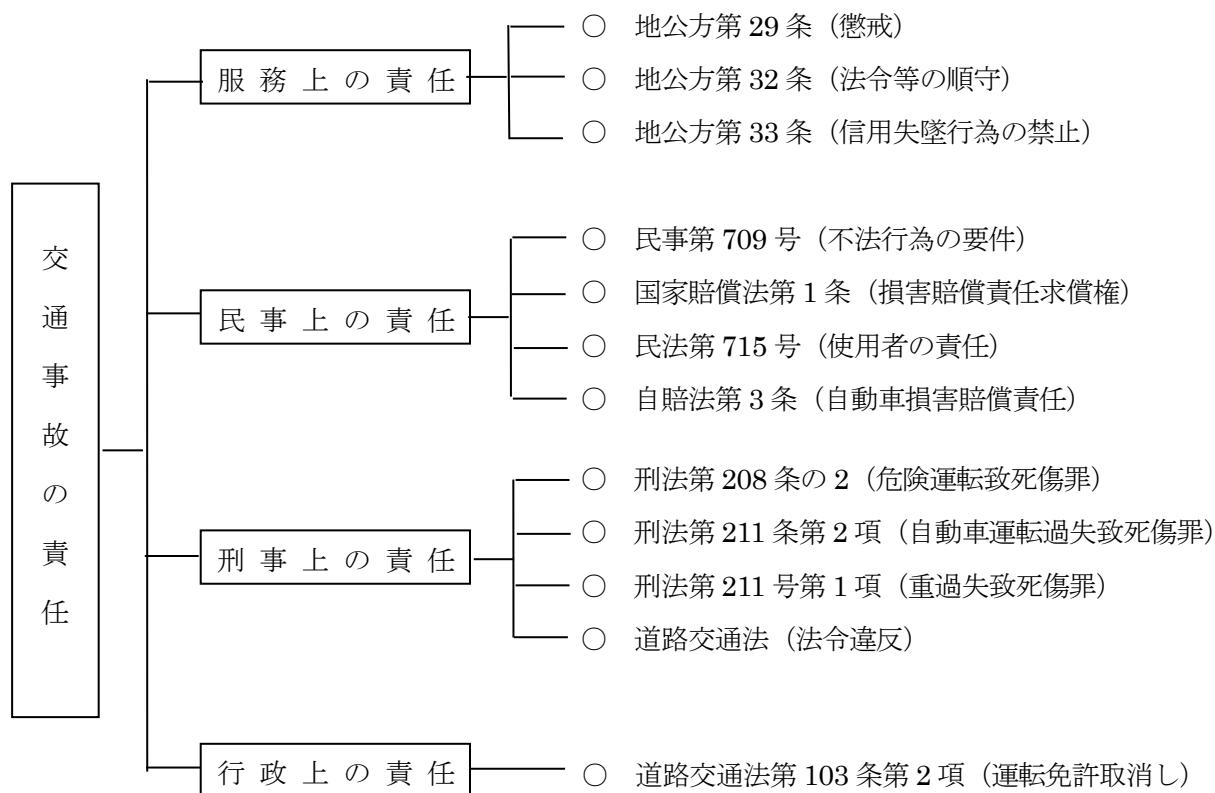 交通事故の責任
服務上の責任
○ 地公方第29条（懲戒）
○ 地公方第32条（法令等の順守）
○ 地公方第33条（信用失墜行為の禁止）
民事上の責任
○ 民事第709号（不法行為の要件）
○ 国家賠償法第1条（損害賠償責任求償権）
○ 民法第715号（使用者の責任）
○ 自賠法第3条（自動車損害賠償責任）
刑事上の責任
○ 刑法第208条の2（危険運転致死傷罪）
○ 刑法第211条第2項（自動車運転過失致死傷罪）
○ 刑法第211号第1項（重過失致死傷罪）
○ 道路交通法（法令違反）
行政上の責任
○ 道路交通法第103条第2項（運転免許取消し）